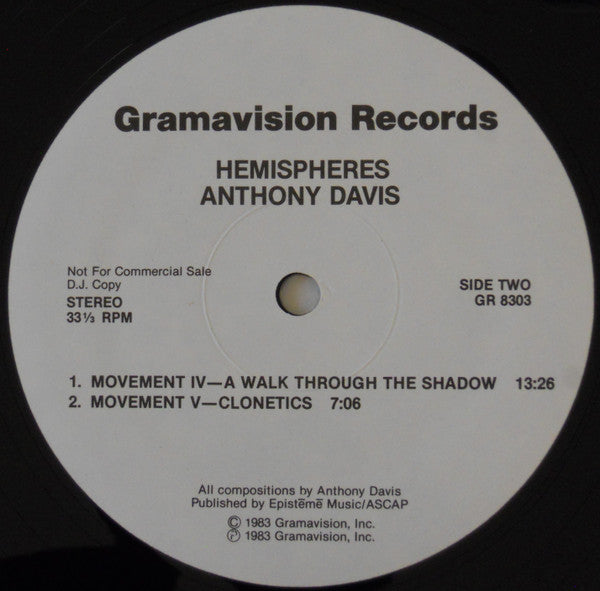 Gramavision Records
HEMISPHERES
ANTHONY DAVIS
Not For Commercial Sale
D.J. Copy
STEREO
33⅓ RPM
SIDE TWO
GR 8303
1. MOVEMENT IV—A WALK THROUGH THE SHADOW 13:26
2. MOVEMENT V—CLONETICS 7:06
All compositions by Anthony Davis
Published by Epistēmē Music/ASCAP
© 1983 Gramavision, Inc.
℗ 1983 Gramavision, Inc.